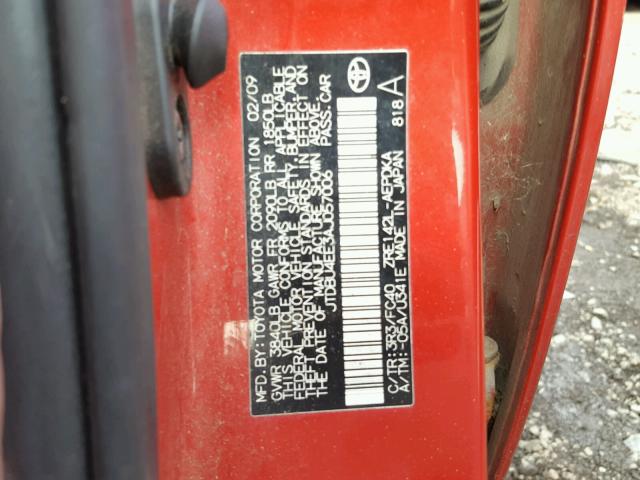 MFD.BY:TOYOTA MOTOR CORPORATION 02/09
GVWR 3840LB GAWR FR 2090LB RR 1850LB
THIS VEHICLE CONFORMS TO ALL APPLICABLE
FEDERAL MOTOR VEHICLE SAFETY, BUMPER, AND
THEFT PREVENTION STANDARDS IN EFFECT ON
THE DATE OF MANUFACTURE SHOWN ABOVE.
JTDBU4EE3AJ057006 PASS.CAR
C/TR:3R3/FC40 ZRE142L-AEPDKA
A/TM:-05A/U341E MADE IN JAPAN 818 A